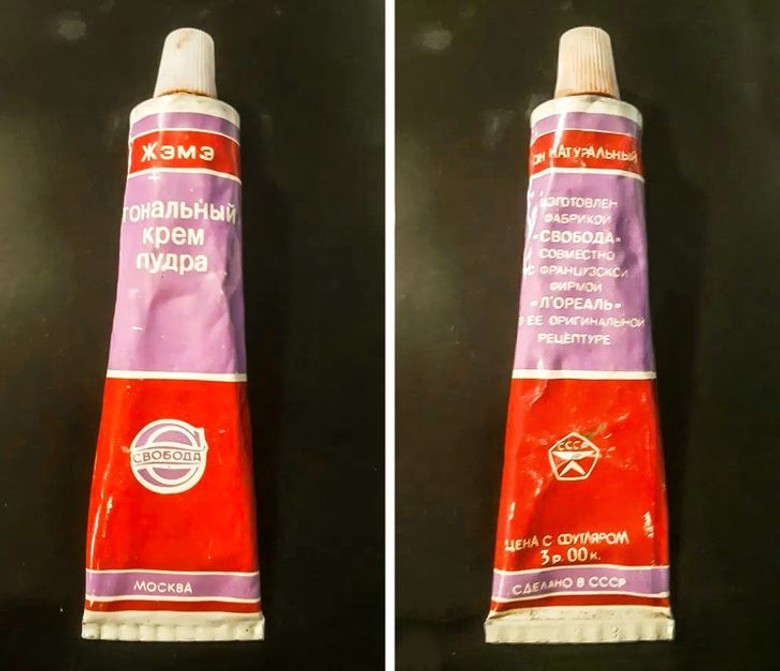 ЖЭМЭ
тональный
крем
пудра
СВОБОДА
МОСКВА
ОН НАТУРАЛЬНЫЙ
ИЗГОТОВЛЕН
ФАБРИКОЙ
«СВОБОДА»
СОВМЕСТНО
С ФРАНЦУЗСКОЙ
ФИРМОЙ
«Л'ОРЕАЛЬ»
О ЕЕ ОРИГИНАЛЬНОЙ
РЕЦЕПТУРЕ
СССР
ЦЕНА С ФУТЛЯРОМ
3 р. 00 к.
СДЕЛАНО В СССР